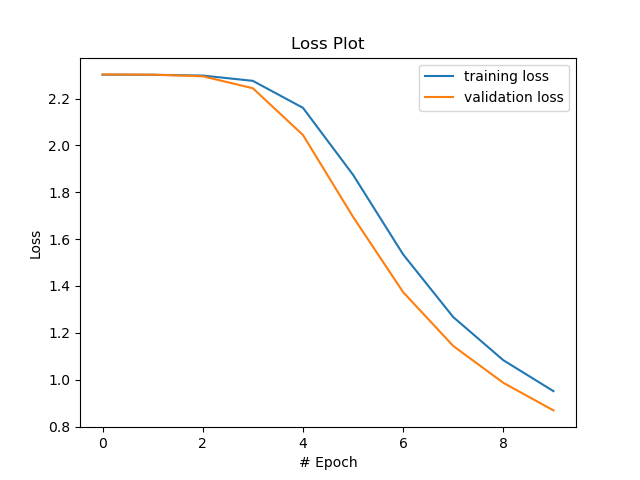 Loss Plot
training loss
validation loss
Loss
2.2
2.0
1.8
1.6
1.4
1.2
1.0
0.8
0 2 4 6 8
# Epoch